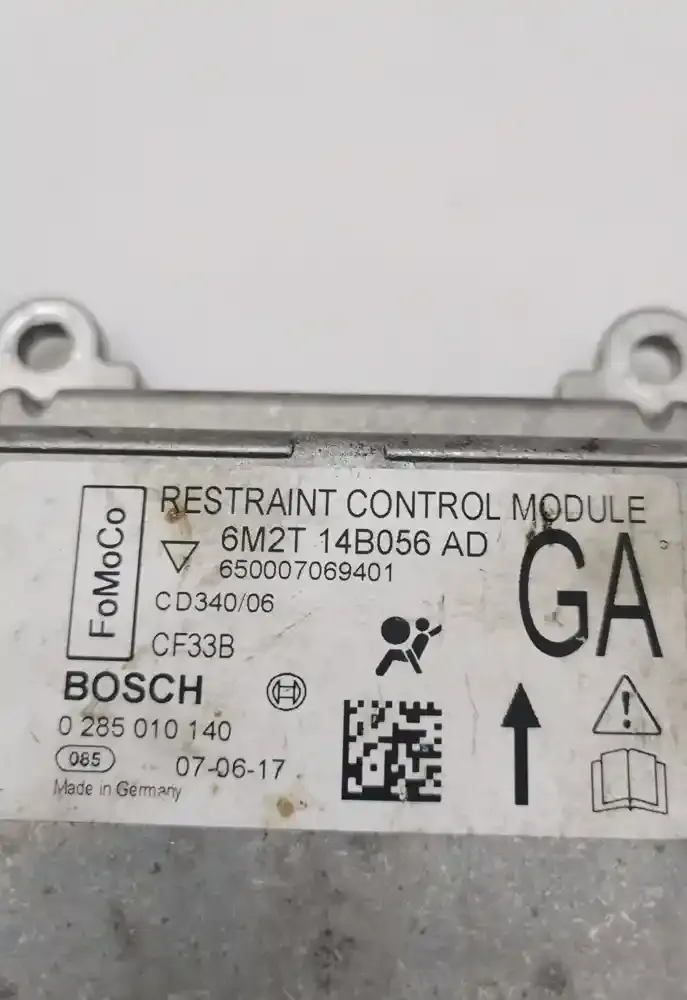 FoMoCo
RESTRAINT CONTROL MODULE
6M2T 14B056 AD
650007069401
GA
CD340/06
CF33B
BOSCH
0 285 010 140
085
07-06-17
Made in Germany